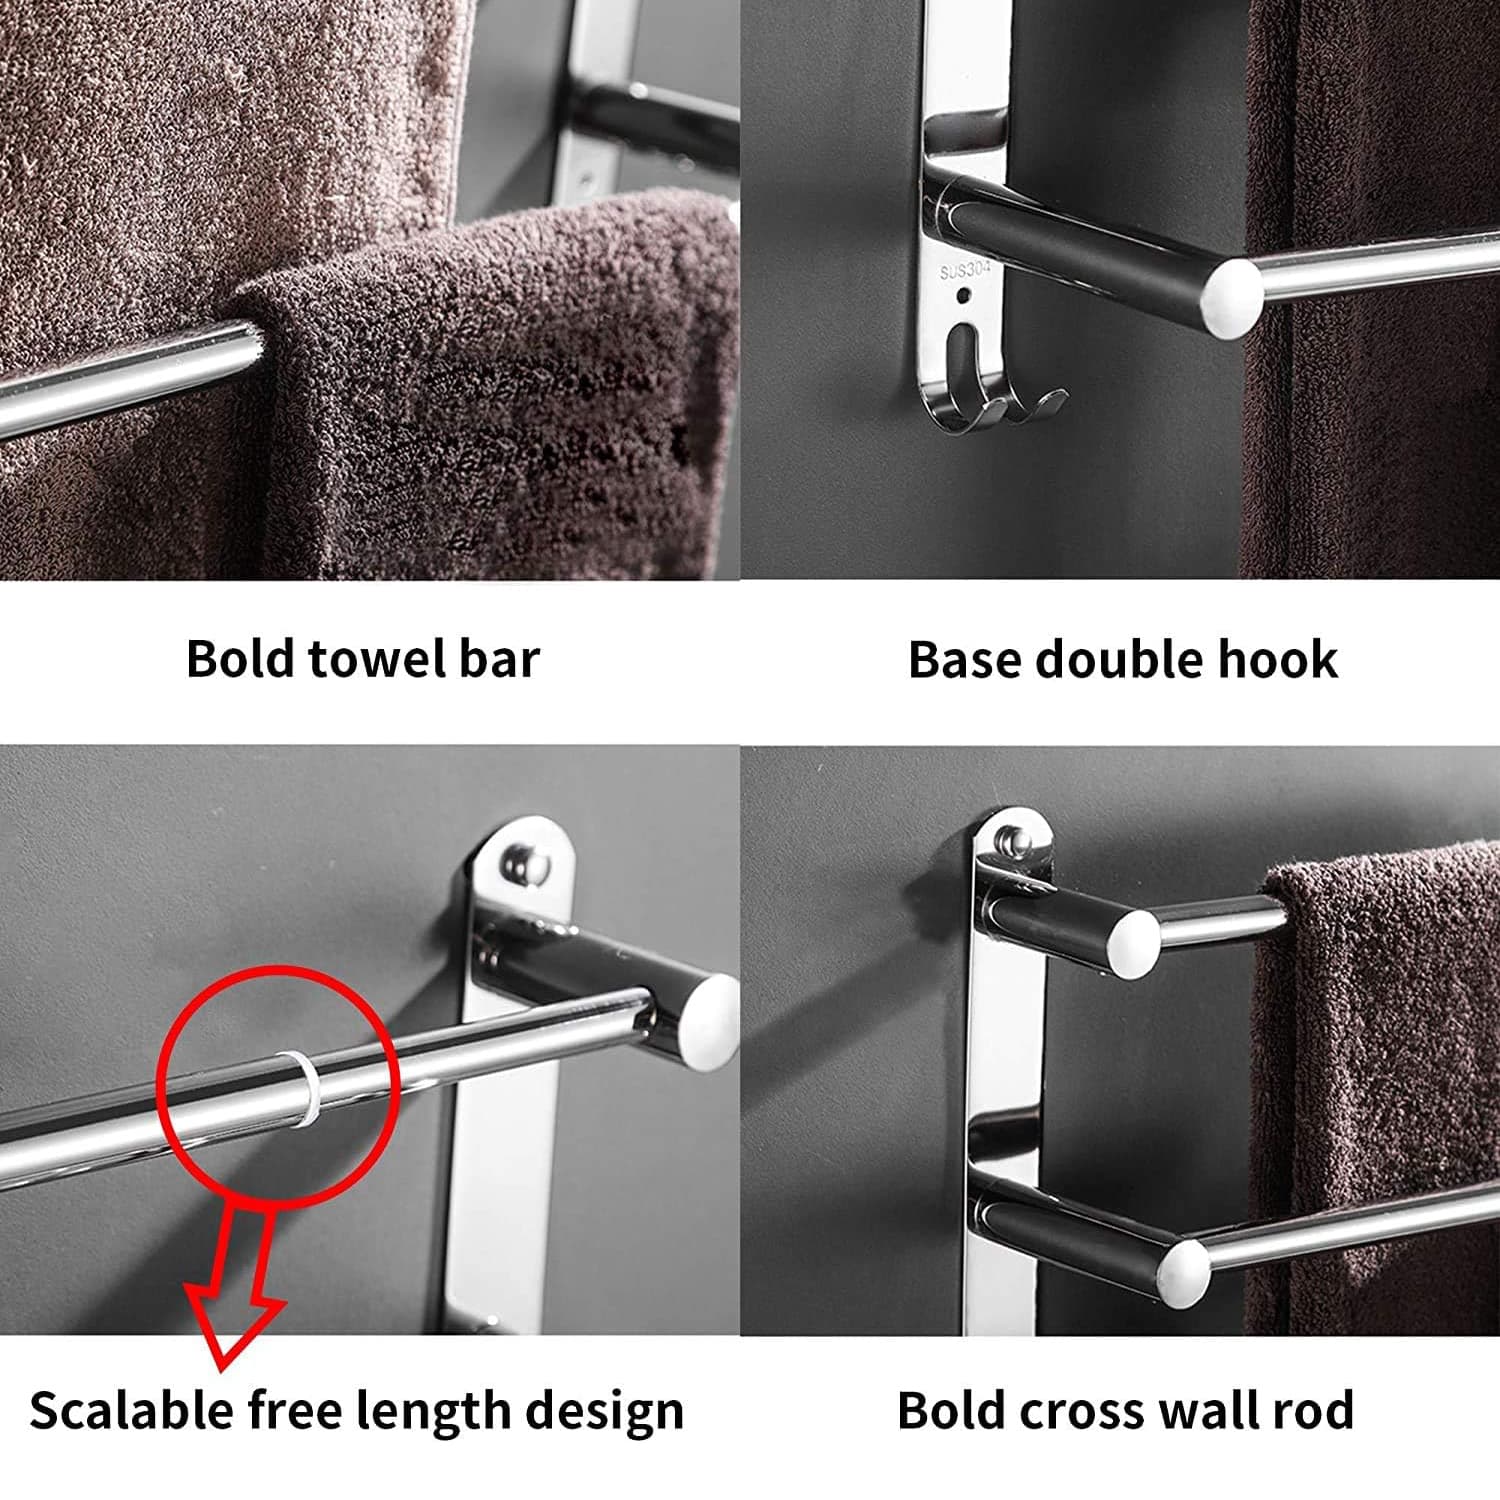 SUS304
Bold towel bar
Base double hook
Scalable free length design
Bold cross wall rod